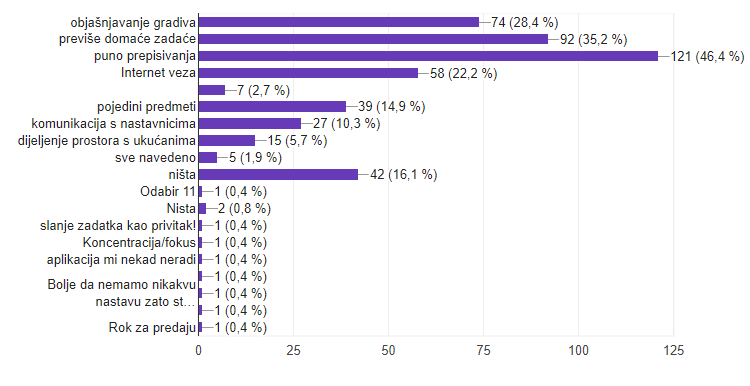 objašnjavanje gradiva 74 (28,4 %)
previše domaće zadaće 92 (35,2 %)
puno prepisivanja 121 (46,4 %)
Internet veza 58 (22,2 %)
7 (2,7 %)
pojedini predmeti 39 (14,9 %)
komunikacija s nastavnicima 27 (10,3 %)
dijeljenje prostora s ukućanima 15 (5,7 %)
sve navedeno 5 (1,9 %)
ništa 42 (16,1 %)
Odabir 11 1 (0,4 %)
Nista 2 (0,8 %)
slanje zadatka kao privitak! 1 (0,4 %)
Koncentracija/fokus 1 (0,4 %)
aplikacija mi nekad neradi 1 (0,4 %)
1 (0,4 %)
Bolje da nemamo nikakvu
nastavu zato st… 1 (0,4 %)
1 (0,4 %)
Rok za predaju 1 (0,4 %)
0 25 50 75 100 125